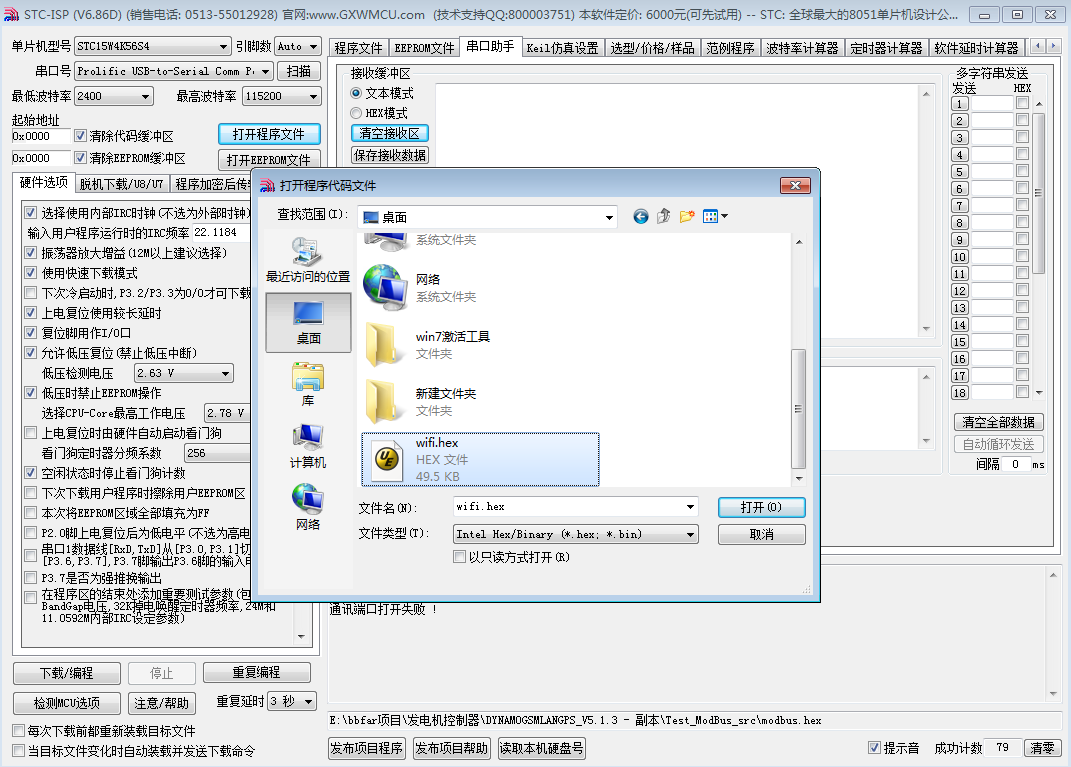 STC-ISP (V6.86D) (销售电话: 0513-55012928) 官网:www.GXWMCU.com (技术支持QQ:800003751) 本软件定价: 6000元(可先试用) -- STC: 全球最大的8051单片机设计公...
单片机型号 STC15W4K56S4 引脚数 Auto
串口号 Prolific USB-to-Serial Comm P 扫描
最低波特率 2400 最高波特率 115200
起始地址
0x0000 清除代码缓冲区 打开程序文件
0x0000 清除EEPROM缓冲区 打开EEPROM文件
硬件选项 脱机下载/U8/U7 程序加密后传
选择使用内部IRC时钟(不选为外部时钟)
输入用户程序运行时的IRC频率 22.1184
振荡器放大增益(12M以上建议选择)
使用快速下载模式
下次冷启动时,P3.2/P3.3为0/0才可下载
上电复位使用较长延时
复位脚用作I/O口
允许低压复位(禁止低压中断)
低压检测电压 2.63 V
低压时禁止EEPROM操作
选择CPU-Core最高工作电压 2.78 V
上电复位时由硬件自动启动看门狗
看门狗定时器分频系数 256
空闲状态时停止看门狗计数
下次下载用户程序时擦除用户EEPROM区
本次将EEPROM区域全部填充为FF
P2.0脚上电复位后为低电平(不选为高电
串口1数据线[RxD,TxD]从[P3.0,P3.1]切
[P3.6,P3.7],P3.7脚输出P3.6脚的输入电
P3.7是否为强推挽输出
在程序区的结束处添加重要测试参数(包
BandGap电压,32K掉电唤醒定时器频率,24M和
11.0592M内部IRC设定参数)
下载/编程 停止 重复编程
检测MCU选项 注意/帮助 重复延时 3 秒
每次下载前都重新装载目标文件
当目标文件变化时自动装载并发送下载命令
程序文件 EEPROM文件 串口助手 Keil仿真设置 选型/价格/样品 范例程序 波特率计算器 定时器计算器 软件延时计算器
接收缓冲区
文本模式
HEX模式
清空接收区
保存接收数据
多字符串发送
发送 HEX
1
2
3
4
5
6
7
8
9
10
11
12
13
14
15
16
17
18
清空全部数据
自动循环发送
间隔 0 ms
打开程序代码文件
查找范围(I): 桌面
最近访问的位置
桌面
库
计算机
网络
系统文件夹
网络
系统文件夹
win7激活工具
文件夹
新建文件夹
文件夹
UE
wifi.hex
HEX 文件
49.5 KB
文件名(N): wifi.hex 打开(O)
文件类型(T): Intel Hex/Binary (*.hex; *.bin) 取消
以只读方式打开(R)
通讯端口打开失败 !
E:\bbfar项目\发电机控制器\DYNAMOGSMLANGPS_V5.1.3 - 副本\Test_ModBus_src\modbus.hex
发布项目程序 发布项目帮助 读取本机硬盘号 提示音 成功计数 79 清零